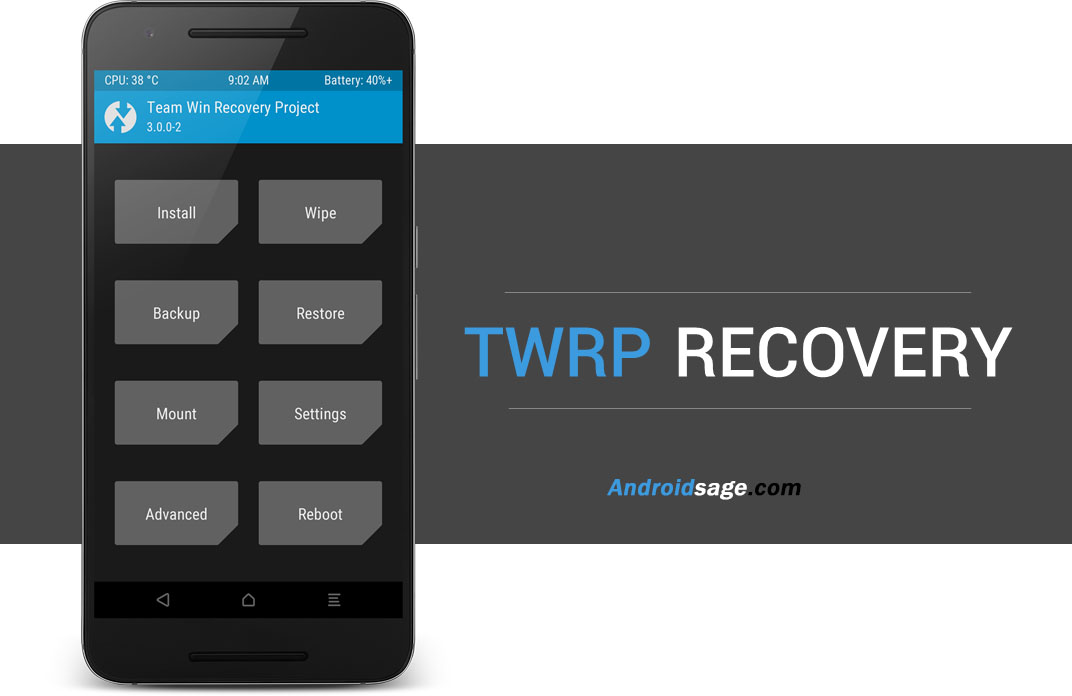 CPU: 38 °C 9:02 AM Battery: 40%+
Team Win Recovery Project
3.0.0-2
Install Wipe
Backup Restore
Mount Settings
Advanced Reboot
TWRP RECOVERY
Androidsage.com